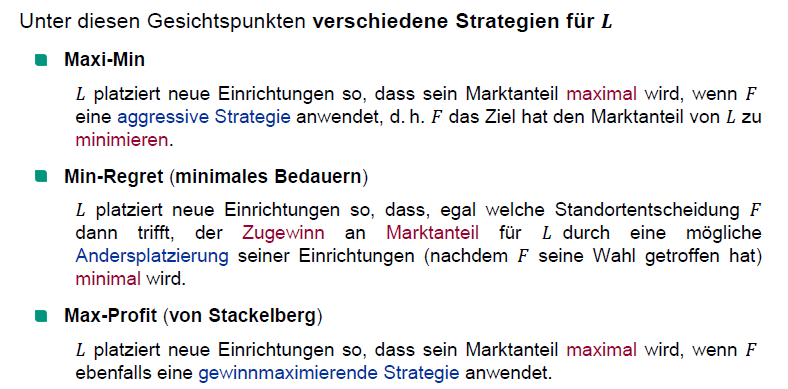 Unter diesen Gesichtspunkten verschiedene Strategien für L
Maxi-Min
L platziert neue Einrichtungen so, dass sein Marktanteil maximal wird, wenn F
eine aggressive Strategie anwendet, d. h. F das Ziel hat den Marktanteil von L zu
minimieren.
Min-Regret (minimales Bedauern)
L platziert neue Einrichtungen so, dass, egal welche Standortentscheidung F
dann trifft, der Zugewinn an Marktanteil für L durch eine mögliche
Andersplatzierung seiner Einrichtungen (nachdem F seine Wahl getroffen hat)
minimal wird.
Max-Profit (von Stackelberg)
L platziert neue Einrichtungen so, dass sein Marktanteil maximal wird, wenn F
ebenfalls eine gewinnmaximierende Strategie anwendet.